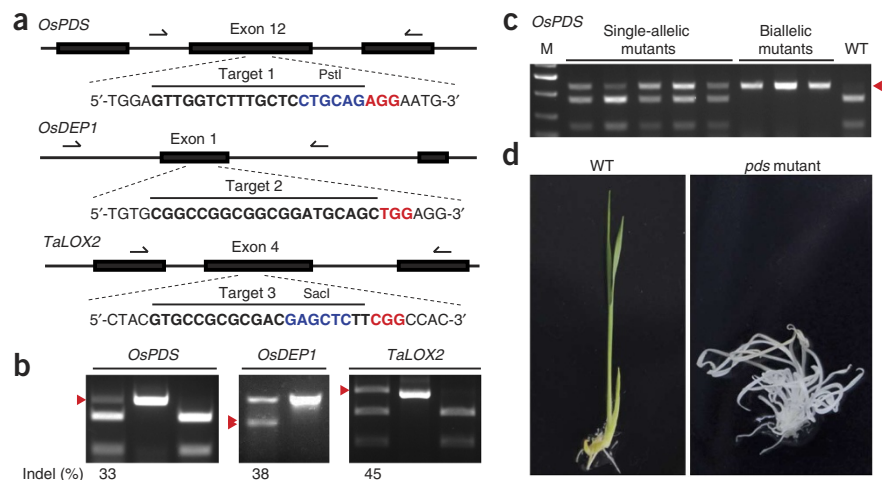 a
OsPDS
Exon 12
Target 1 PstI
5′-TGGAGTTGGTCTTTGCTCCTGCAGAGGAATG-3′
OsDEP1
Exon 1
Target 2
5′-TGTGCGGCCGGCGGCGGATGCAGCTGGAGG-3′
TaLOX2
Exon 4
Target 3 SacI
5′-CTACGTGCCGCGCGACGAGCTCTTCGGCCAC-3′
b
OsPDS OsDEP1 TaLOX2
Indel (%) 33 38 45
c
OsPDS
M Single-allelic mutants Biallelic mutants WT
d
WT pds mutant